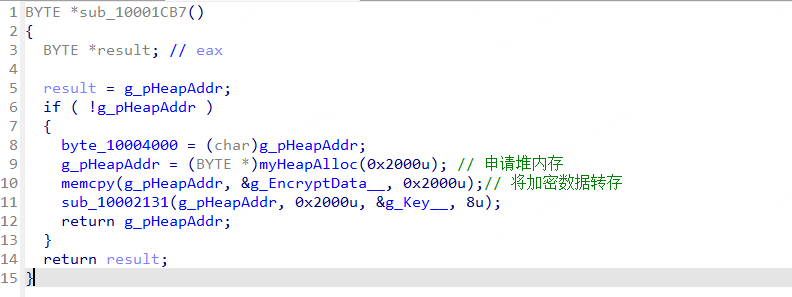 1 BYTE *sub_10001CB7()
2 {
3   BYTE *result; // eax
4
5   result = g_pHeapAddr;
6   if ( !g_pHeapAddr )
7   {
8     byte_10004000 = (char)g_pHeapAddr;
9     g_pHeapAddr = (BYTE *)myHeapAlloc(0x2000u); // 申请堆内存
10     memcpy(g_pHeapAddr, &g_EncryptData__, 0x2000u);// 将加密数据转存
11     sub_10002131(g_pHeapAddr, 0x2000u, &g_Key__, 8u);
12     return g_pHeapAddr;
13   }
14   return result;
15 }